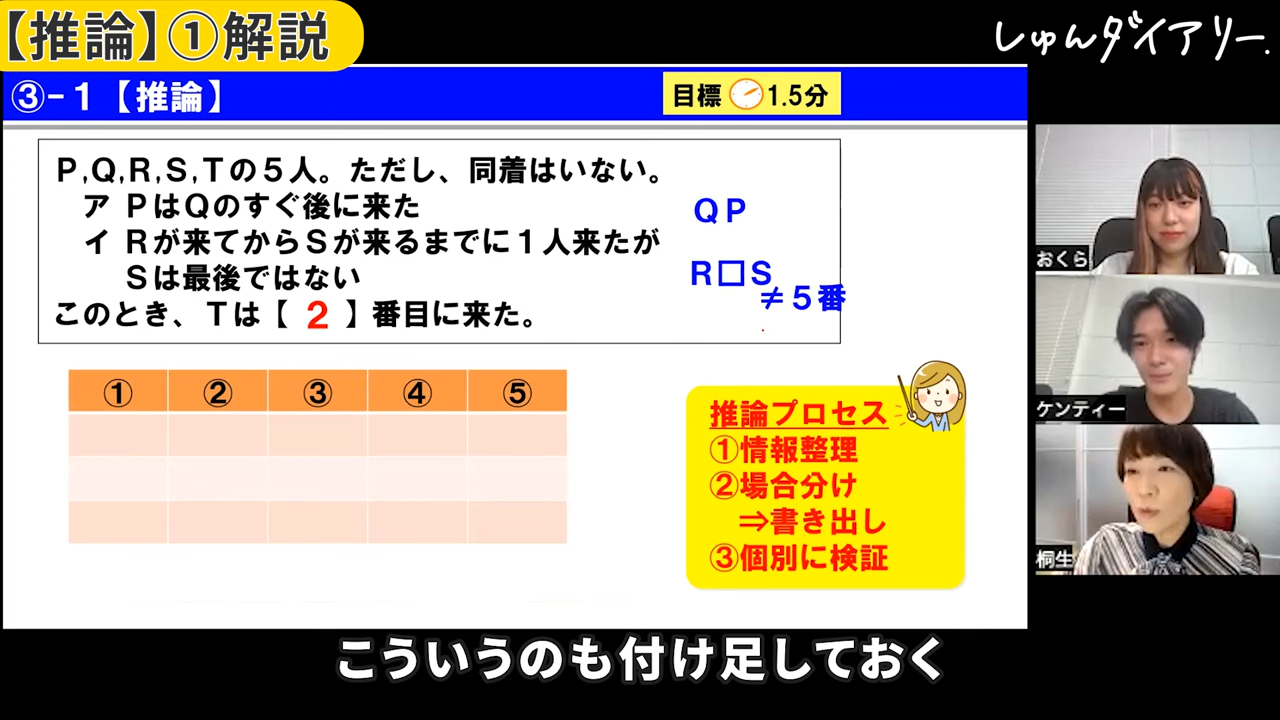 【推論】①解説
しゅんダイアリー.
③-1【推論】
目標 1.5分
P,Q,R,S,Tの5人。ただし、同着はいない。
ア PはQのすぐ後に来た
イ Rが来てからSが来るまでに1人来たが
Sは最後ではない
このとき、Tは【 2 】番目に来た。
QP
R□S
≠5番
① ② ③ ④ ⑤
推論プロセス
①情報整理
②場合分け
⇒書き出し
③個別に検証
おくら
ケンティー
桐生
こういうのも付け足しておく